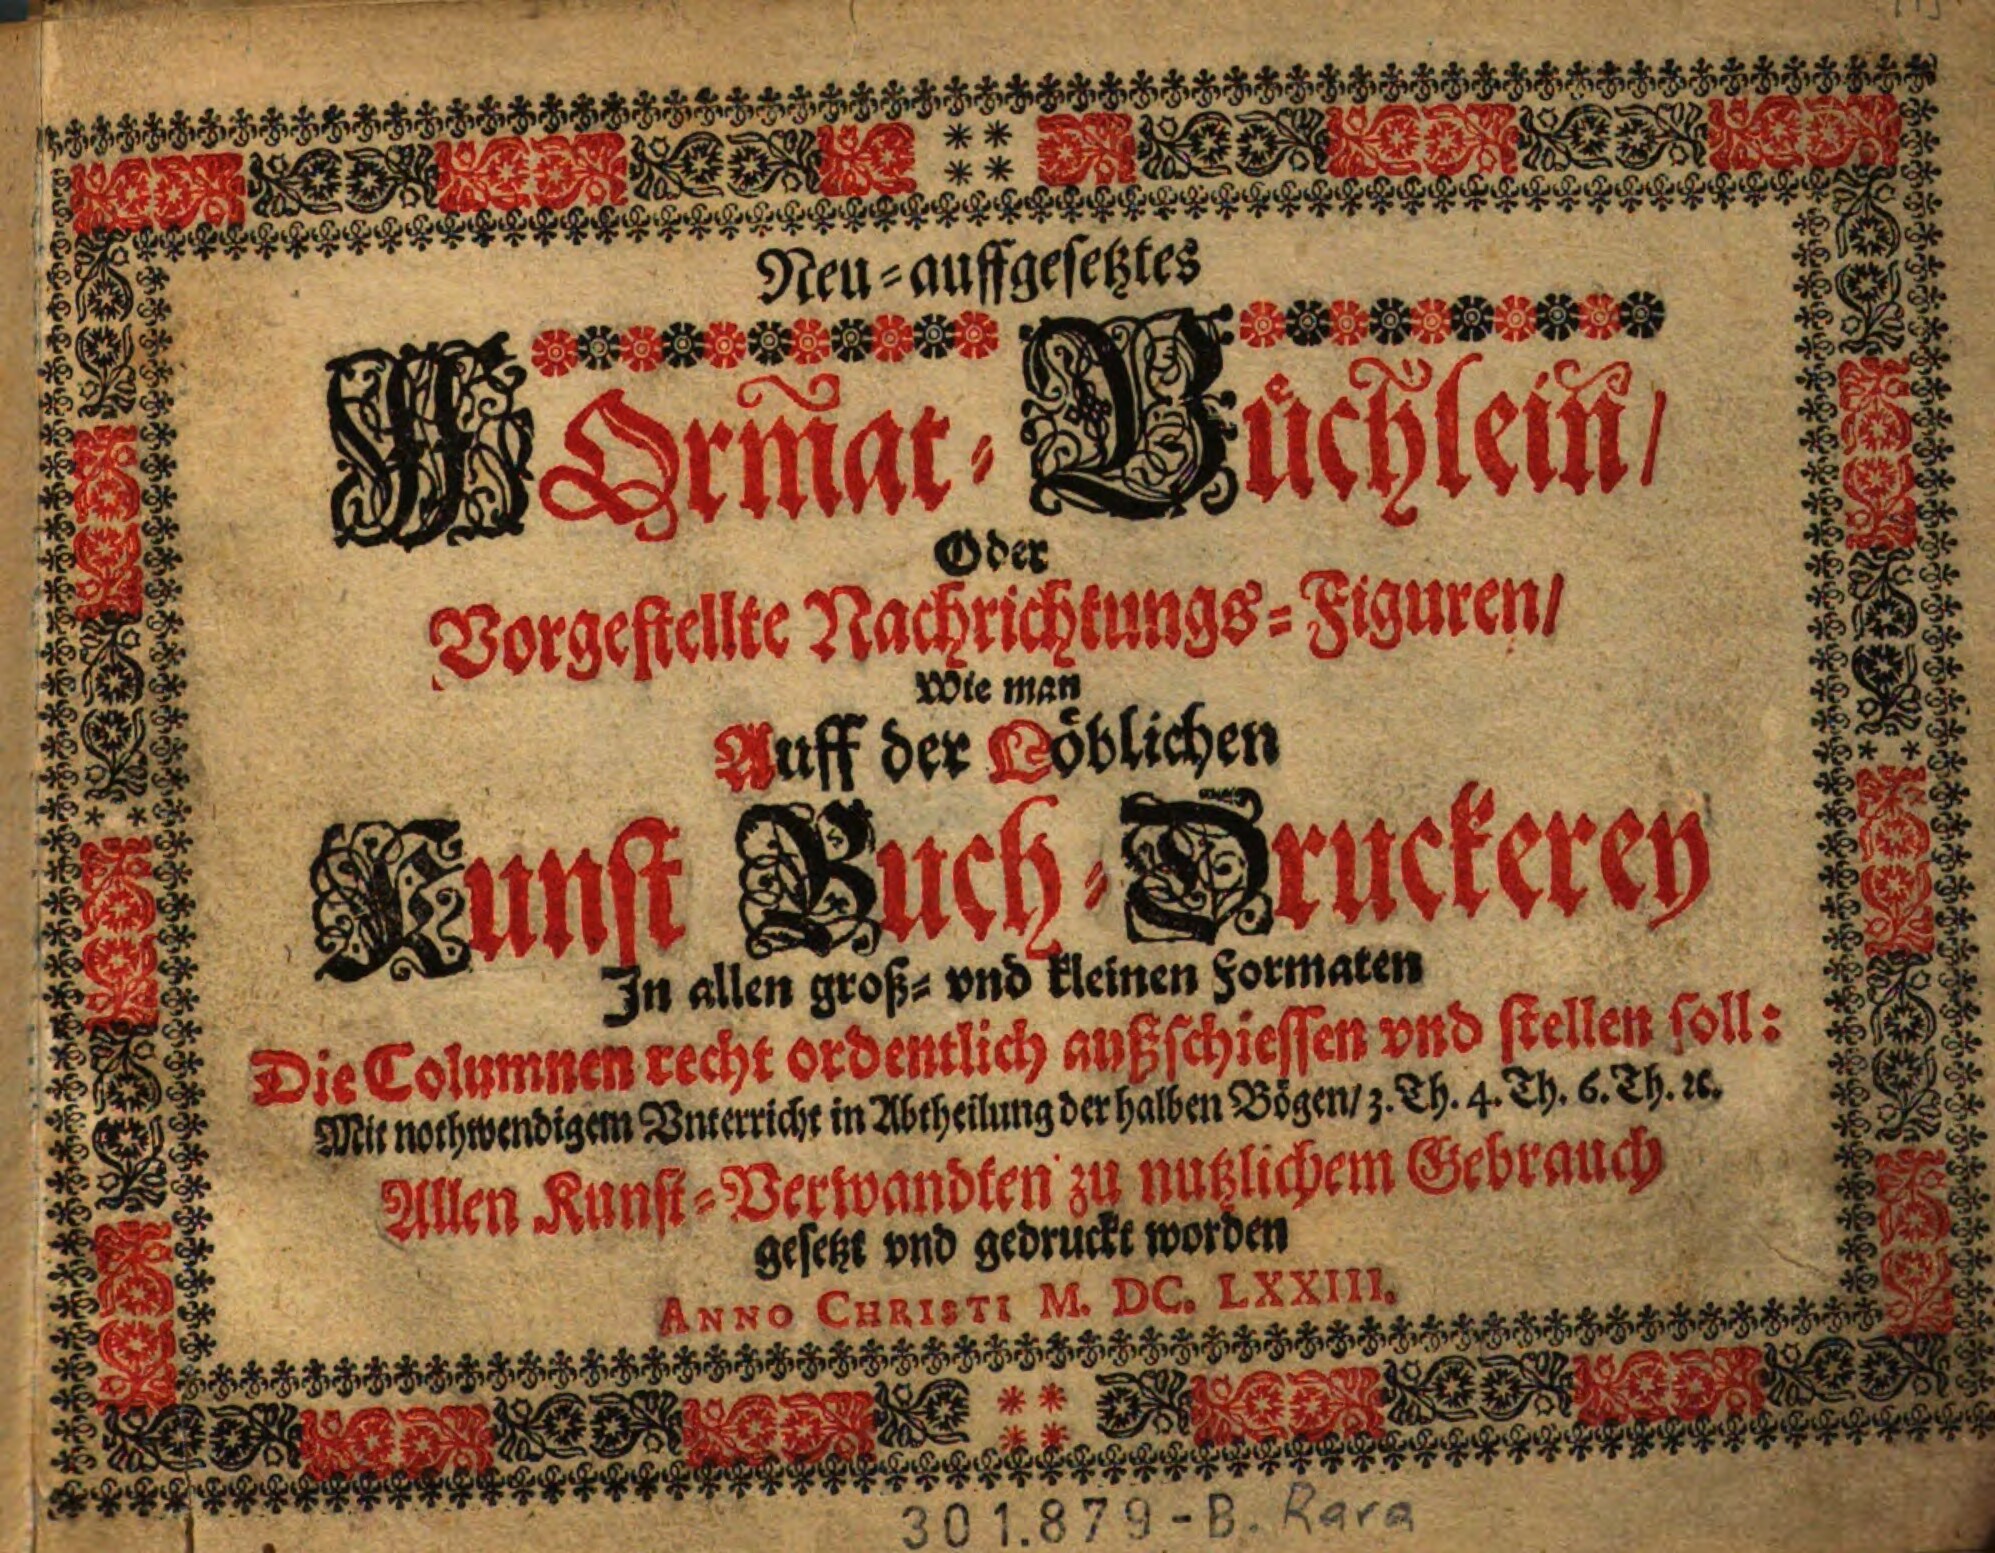 Neu-auffgesetztes
FOrmat-Büchlein/
Oder
Vorgestellte Nachrichtungs-Figuren/
Wie man
Auff der Löblichen
Kunst Buch-Druckerey
In allen groß- vnd kleinen Formaten
Die Columnen recht ordentlich außschiessen vnd stellen soll:
Mit nothwendigem Vnterricht in Abtheilung der halben Bögen/ 3. Th. 4. Th. 6. Th. ꝛc.
Allen Kunst-Verwandten zu nutzlichem Gebrauch
gesetzt vnd gedruckt worden
ANNO CHRISTI M. DC. LXXIII.
301.879-B. Rara